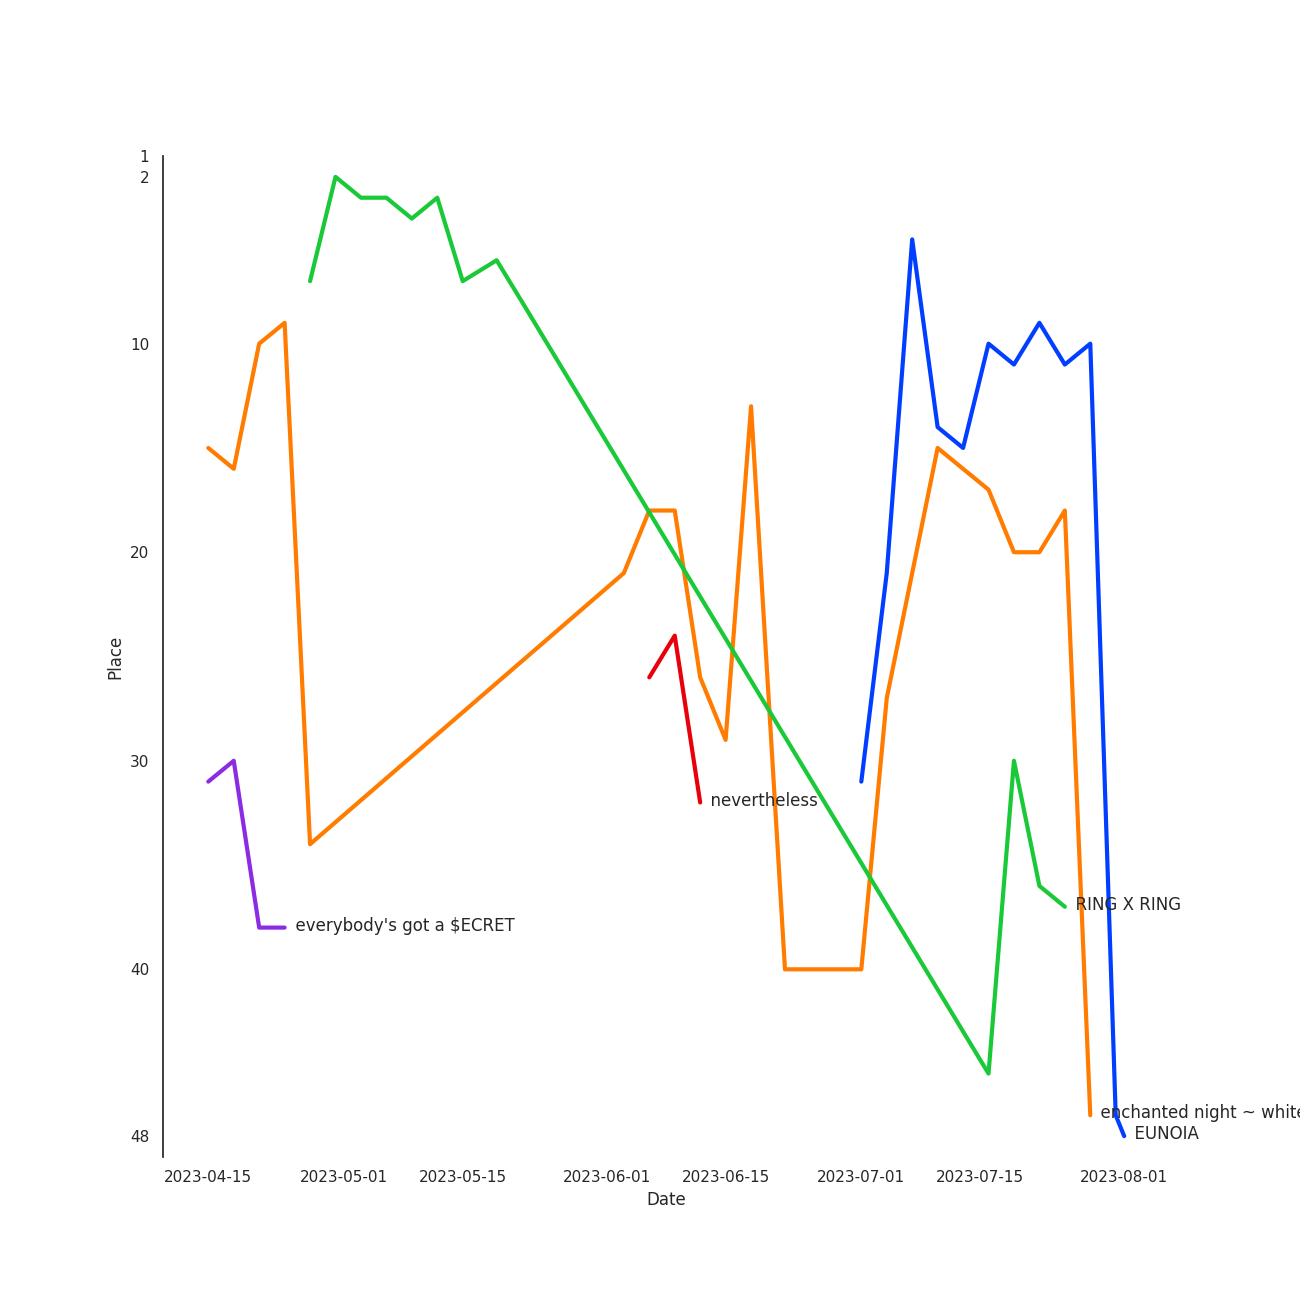 1
2
10
20
30
40
48
Place
nevertheless
RING X RING
everybody's got a $ECRET
enchanted night ~ white
EUNOIA
2023-04-15 2023-05-01 2023-05-15 2023-06-01 2023-06-15 2023-07-01 2023-07-15 2023-08-01
Date